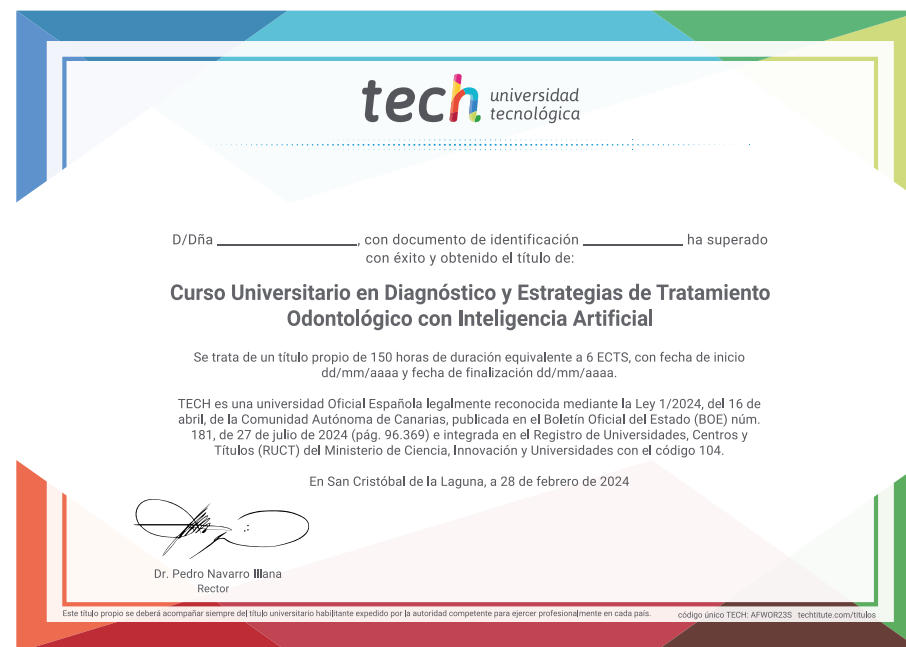 tech universidad
tecnológica
D/Dña ____________________, con documento de identificación ______________ ha superado
con éxito y obtenido el título de:
Curso Universitario en Diagnóstico y Estrategias de Tratamiento
Odontológico con Inteligencia Artificial
Se trata de un título propio de 150 horas de duración equivalente a 6 ECTS, con fecha de inicio
dd/mm/aaaa y fecha de finalización dd/mm/aaaa.
TECH es una universidad Oficial Española legalmente reconocida mediante la Ley 1/2024, del 16 de
abril, de la Comunidad Autónoma de Canarias, publicada en el Boletín Oficial del Estado (BOE) núm.
181, de 27 de julio de 2024 (pág. 96.369) e integrada en el Registro de Universidades, Centros y
Títulos (RUCT) del Ministerio de Ciencia, Innovación y Universidades con el código 104.
En San Cristóbal de la Laguna, a 28 de febrero de 2024
Dr. Pedro Navarro Illana
Rector
Este título propio se deberá acompañar siempre del título universitario habilitante expedido por la autoridad competente para ejercer profesionalmente en cada país.
código único TECH: AFWOR23S techtitute.com/titulos